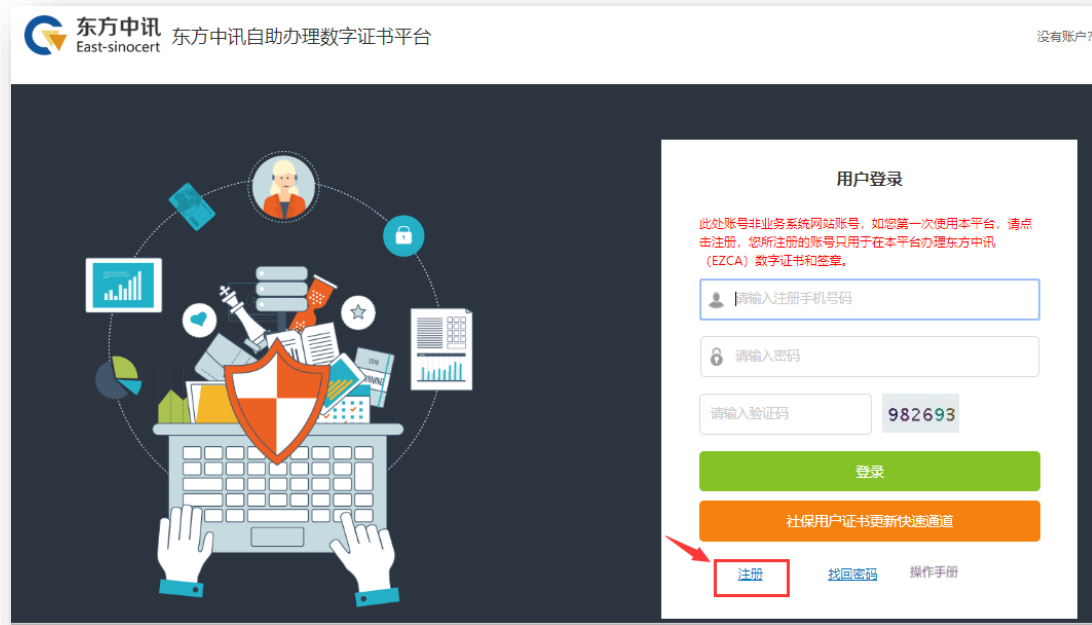 东方中讯
East-sinocert
东方中讯自助办理数字证书平台
没有账户?
用户登录
此处账号非业务系统网站账号，如您第一次使用本平台，请点
击注册，您所注册的账号只用于在本平台办理东方中讯
（EZCA）数字证书和签章。
请输入注册手机号码
请输入密码
请输入验证码
982693
登录
社保用户证书更新快速通道
注册
找回密码
操作手册